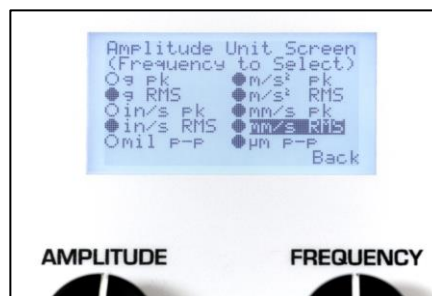 Amplitude Unit Screen
(Frequency to Select)
○g pk ●m/s² pk
●g RMS ●m/s² RMS
○in/s pk ●mm/s pk
●in/s RMS ●mm/s RMS
○mil p-p ●µm p-p
Back
AMPLITUDE FREQUENCY